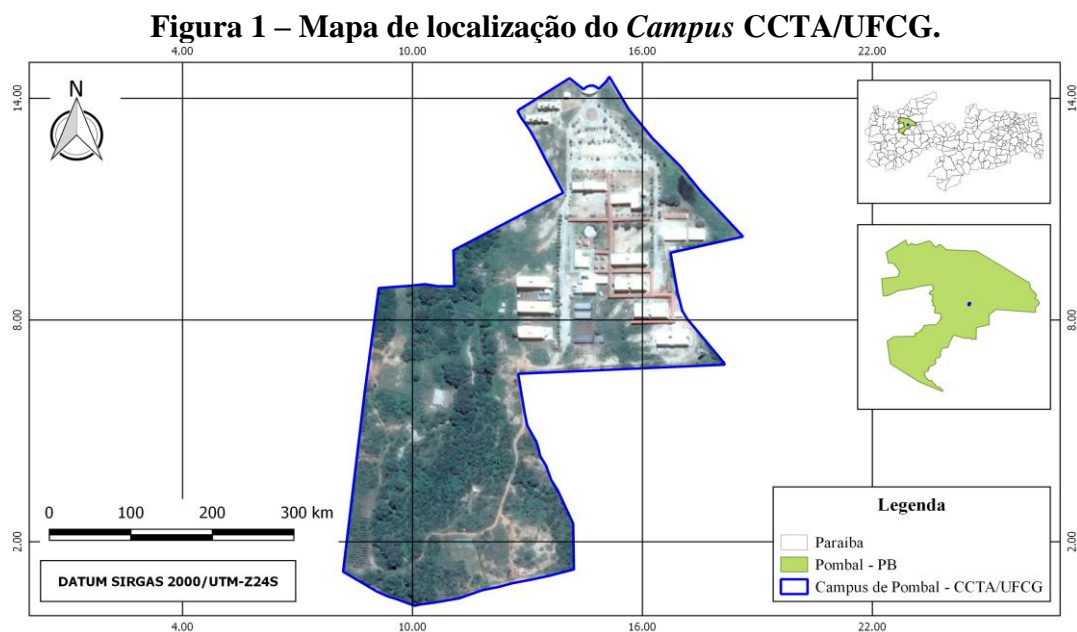 Figura 1 – Mapa de localização do Campus CCTA/UFCG.
4.00 10.00 16.00 22.00
14.00 14.00
N
8.00 8.00
2.00 2.00
0 100 200 300 km
DATUM SIRGAS 2000/UTM-Z24S
Legenda
Paraiba
Pombal - PB
Campus de Pombal - CCTA/UFCG
4.00 10.00 16.00 22.00